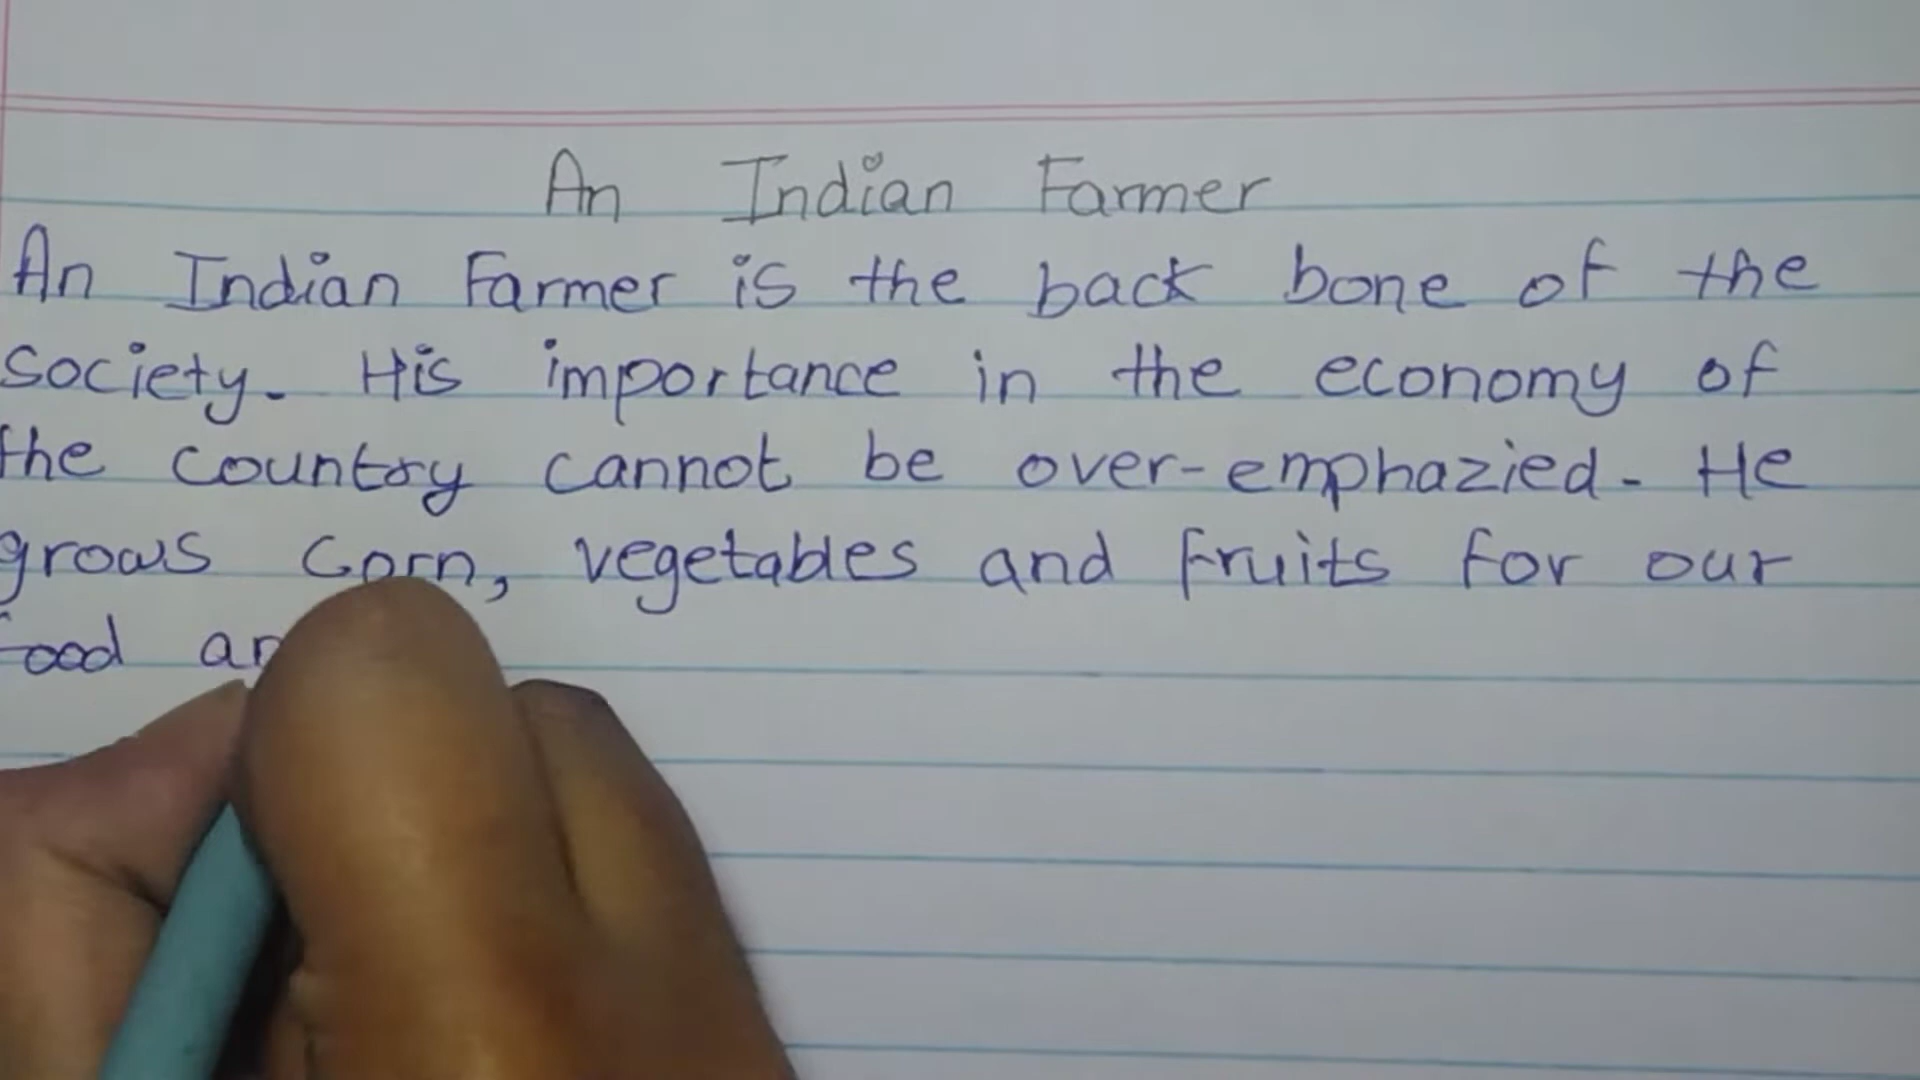 An Indian Farmer
An Indian Farmer is the back bone of the
society. His importance in the economy of
the country cannot be over-emphazied. He
grows Corn, vegetables and fruits for our
food